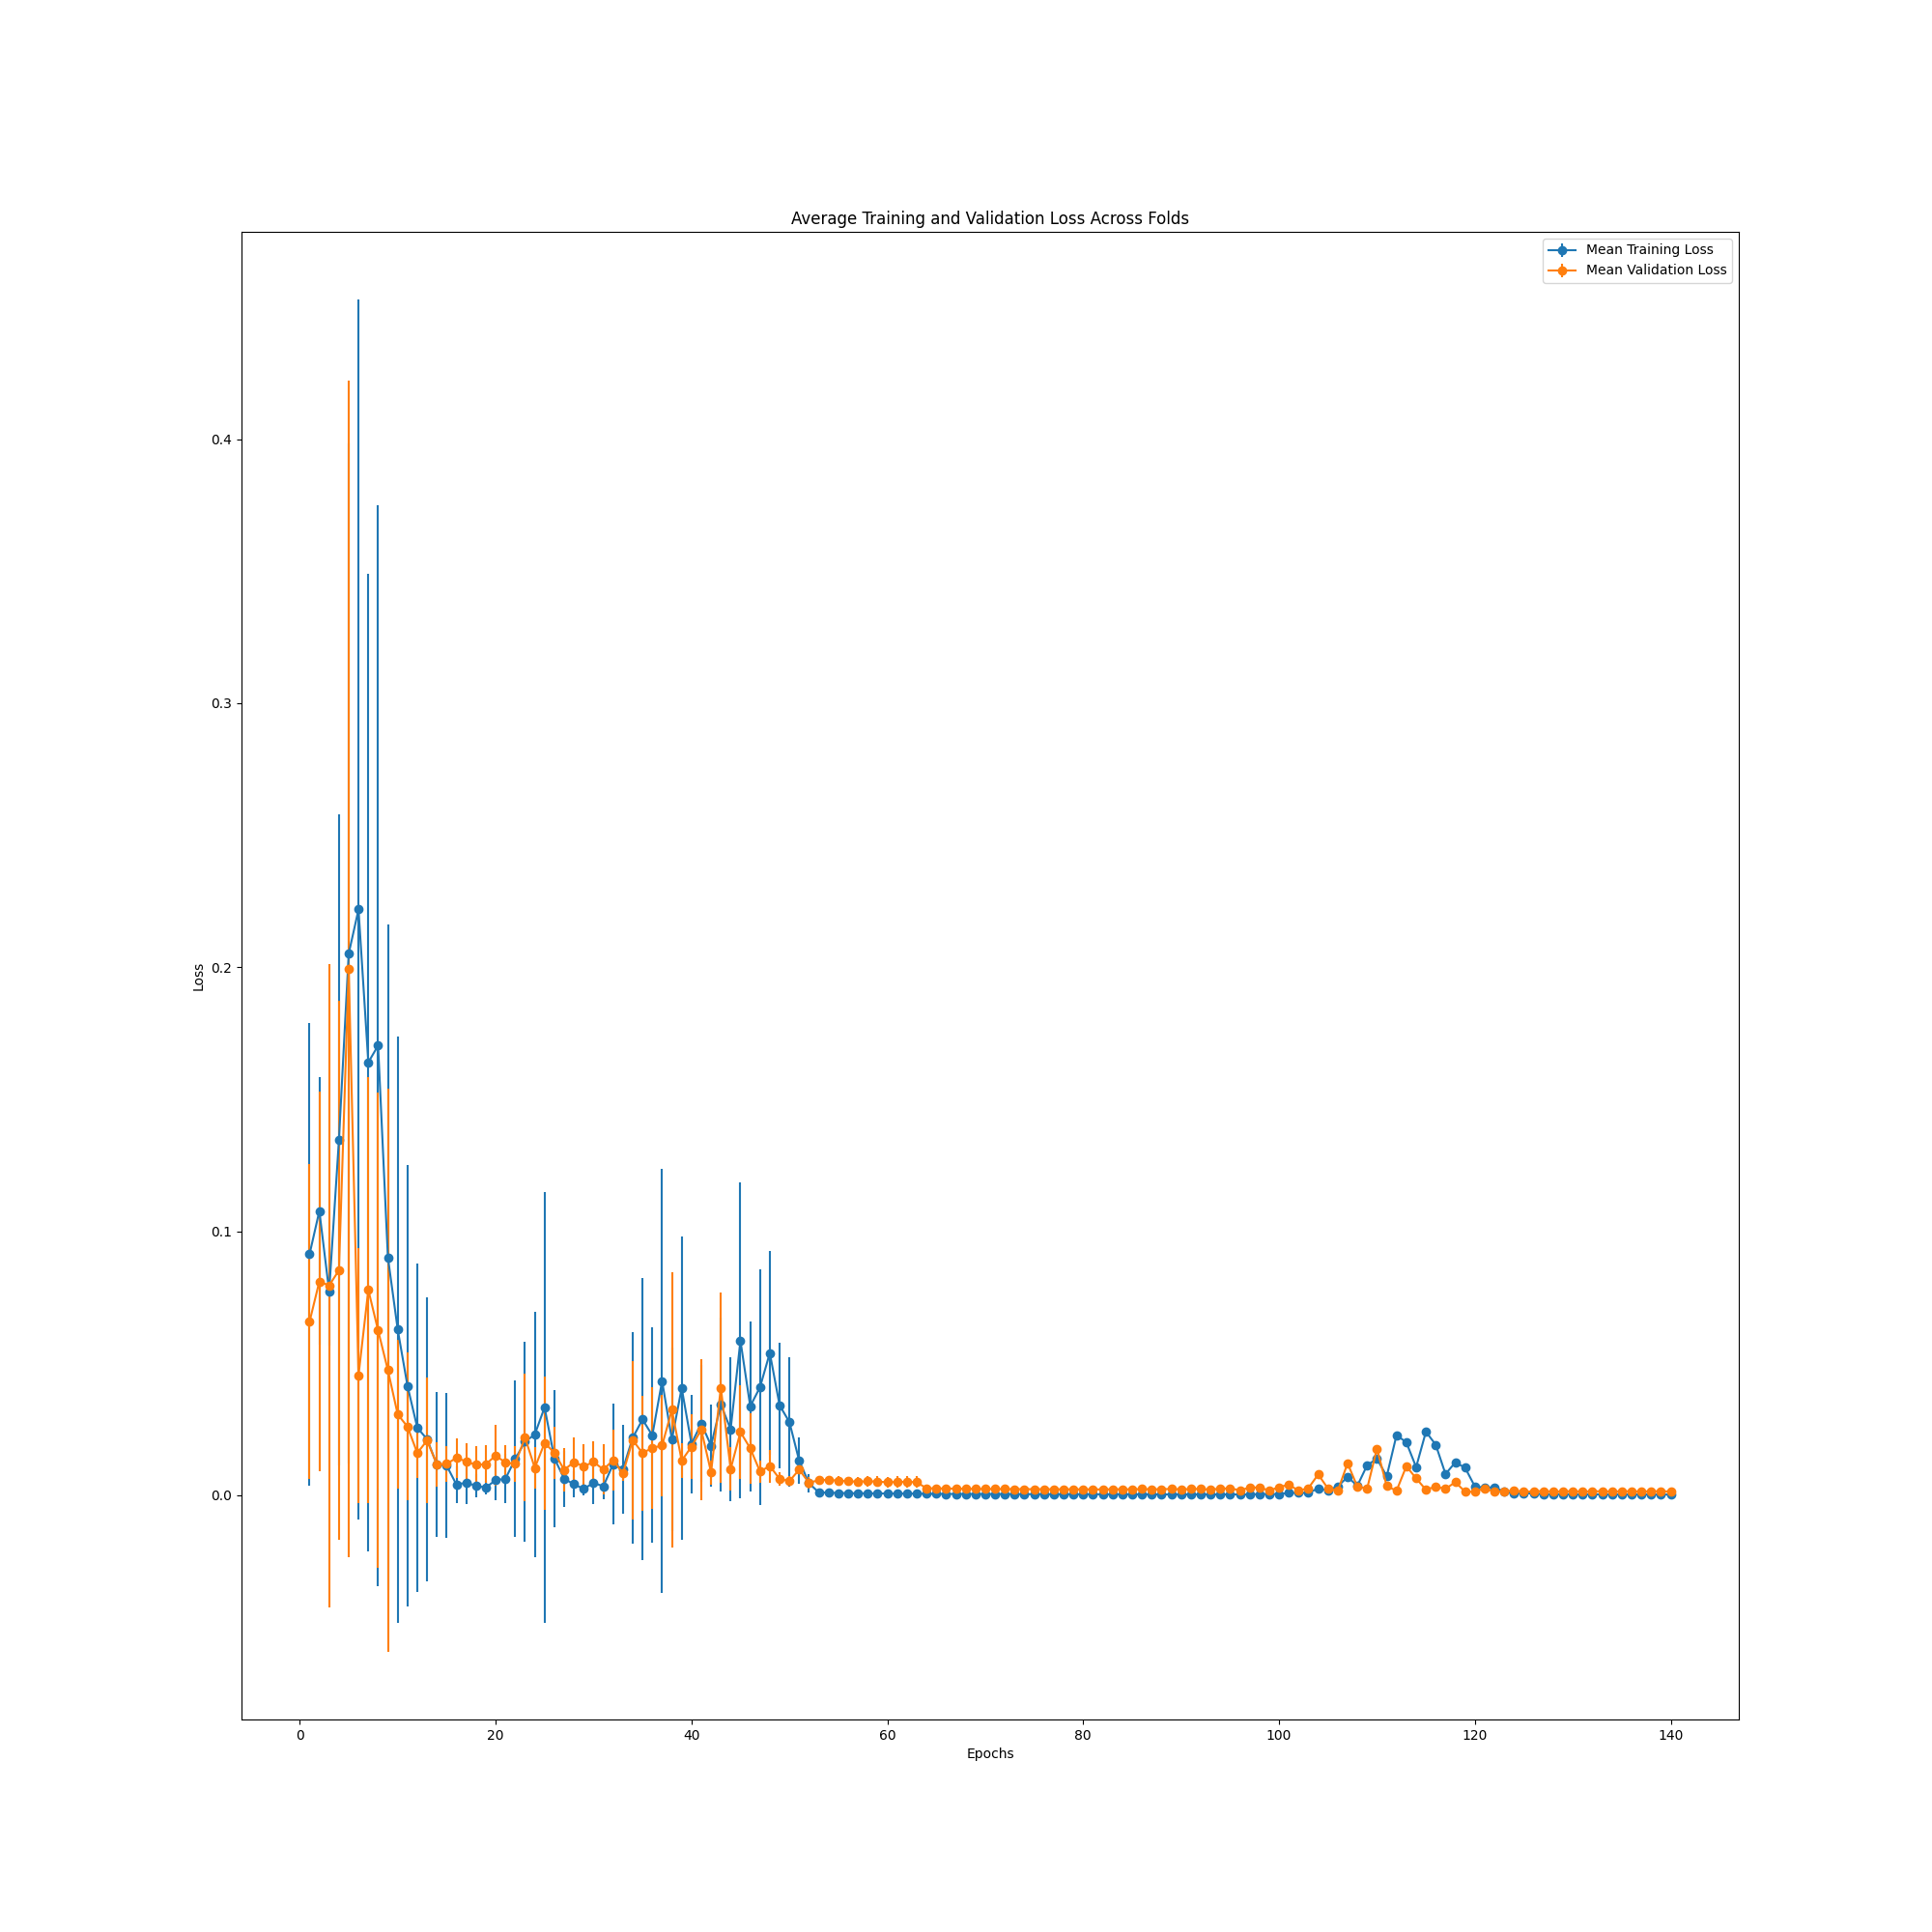 Average Training and Validation Loss Across Folds
Mean Training Loss
Mean Validation Loss
0.4
0.3
0.2
0.1
0.0
Loss
0 20 40 60 80 100 120 140
Epochs